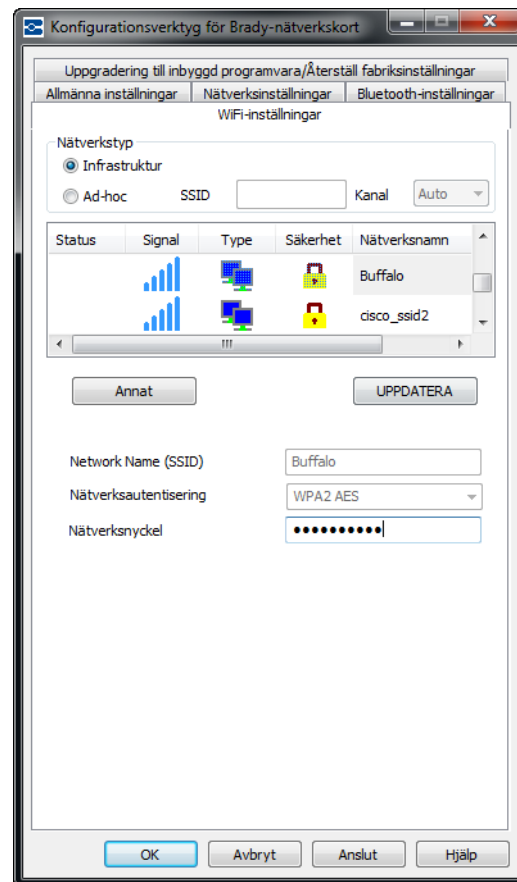 Konfigurationsverktyg för Brady-nätverkskort
Uppgradering till inbyggd programvara/Återställ fabriksinställningar
Allmänna inställningar Nätverksinställningar Bluetooth-inställningar
WiFi-inställningar
Nätverkstyp
Infrastruktur
Ad-hoc SSID Kanal Auto
Status Signal Type Säkerhet Nätverksnamn
Buffalo
cisco_ssid2
Annat UPPDATERA
Network Name (SSID) Buffalo
Nätverksautentisering WPA2 AES
Nätverksnyckel ••••••••••
OK Avbryt Anslut Hjälp